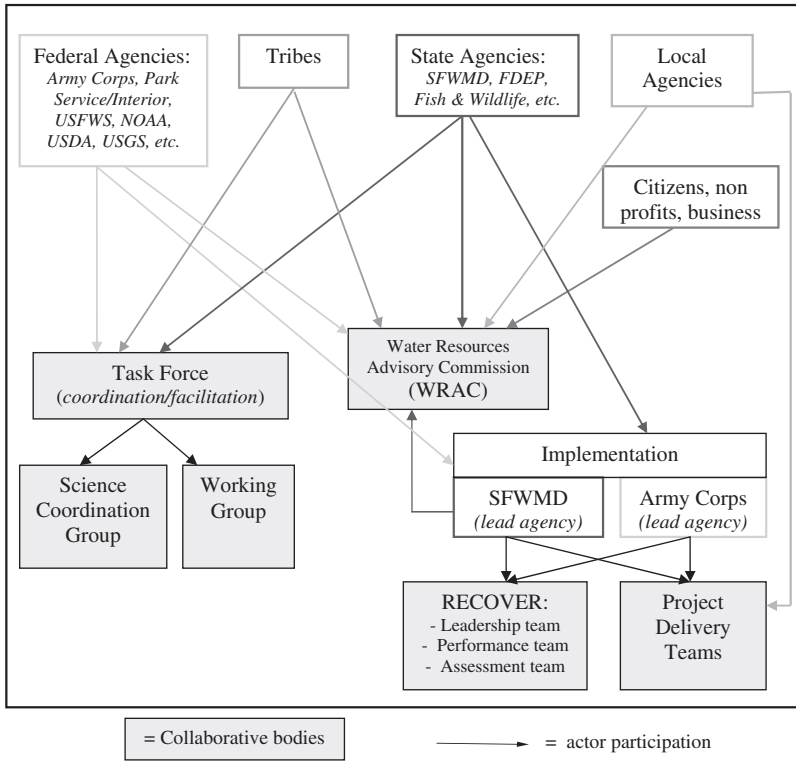 Federal Agencies:
Army Corps, Park
Service/Interior,
USFWS, NOAA,
USDA, USGS, etc.
Tribes
State Agencies:
SFWMD, FDEP,
Fish & Wildlife, etc.
Local
Agencies
Citizens, non
profits, business
Water Resources
Advisory Commission
(WRAC)
Task Force
(coordination/facilitation)
Implementation
Science
Coordination
Group
Working
Group
SFWMD
(lead agency)
Army Corps
(lead agency)
RECOVER:
- Leadership team
- Performance team
- Assessment team
Project
Delivery
Teams
= Collaborative bodies
= actor participation